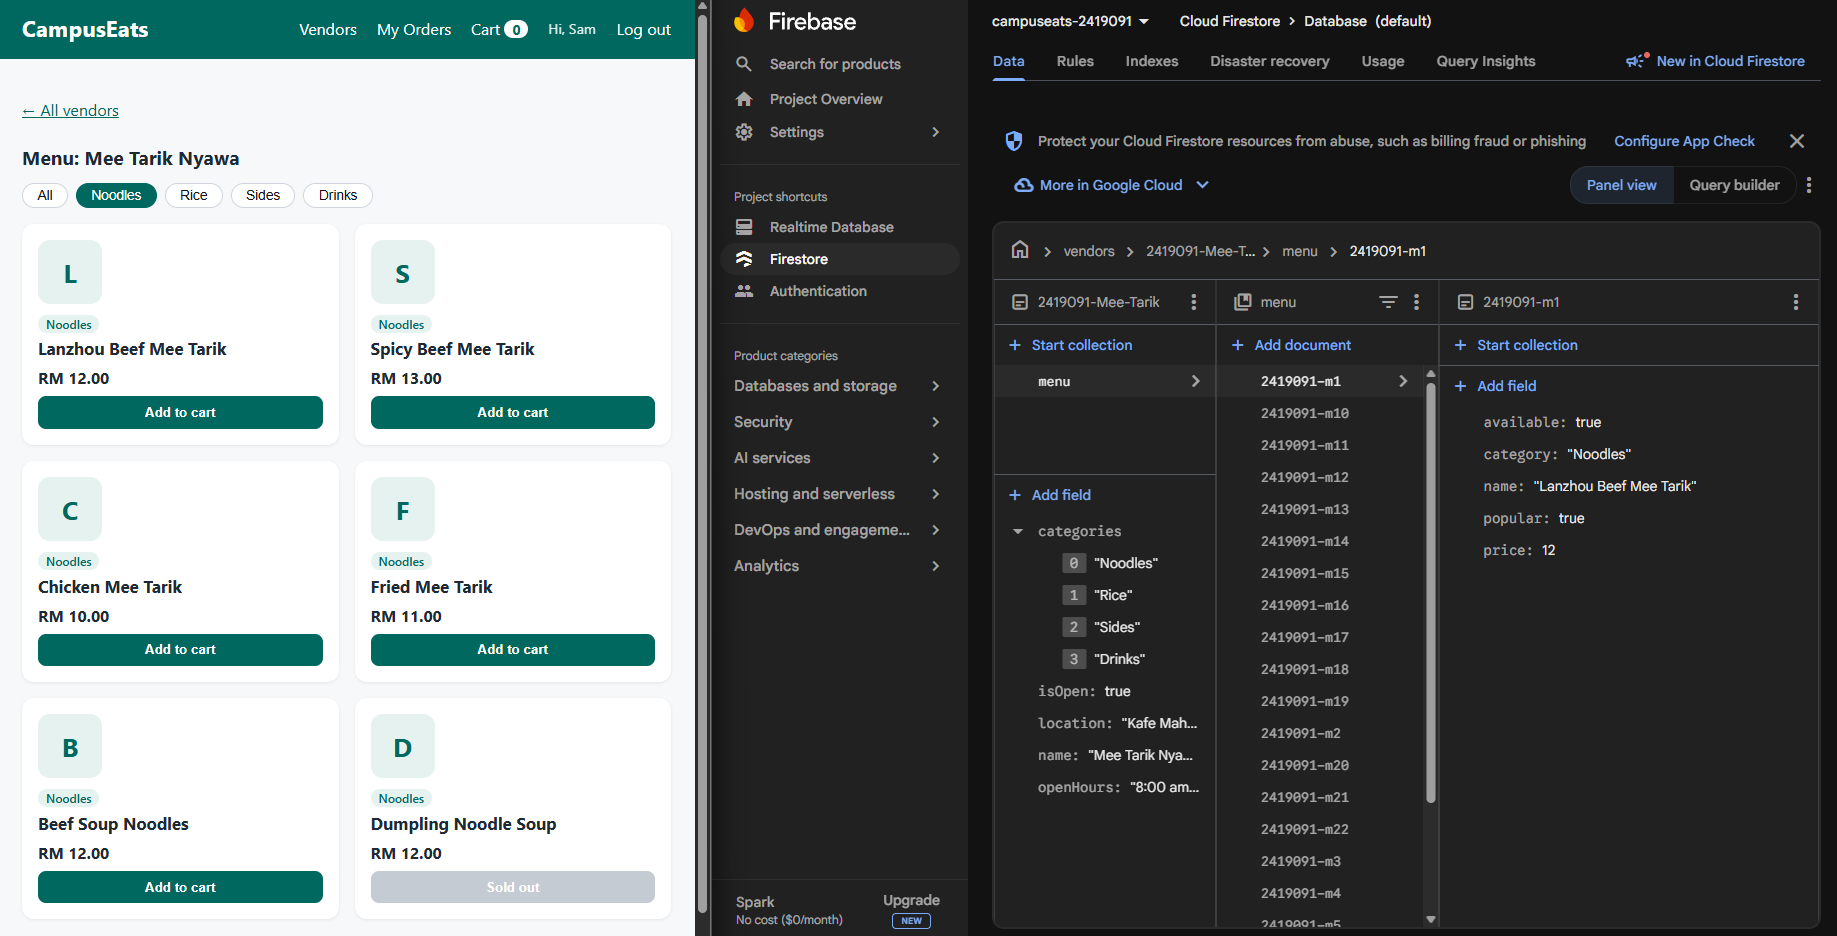 CampusEats
Vendors
My Orders
Cart 0
Hi, Sam
Log out
← All vendors
Menu: Mee Tarik Nyawa
All
Noodles
Rice
Sides
Drinks
L
Noodles
Lanzhou Beef Mee Tarik
RM 12.00
Add to cart
S
Noodles
Spicy Beef Mee Tarik
RM 13.00
Add to cart
C
Noodles
Chicken Mee Tarik
RM 10.00
Add to cart
F
Noodles
Fried Mee Tarik
RM 11.00
Add to cart
B
Noodles
Beef Soup Noodles
RM 12.00
Add to cart
D
Noodles
Dumpling Noodle Soup
RM 12.00
Sold out
Firebase
Search for products
Project Overview
Settings
Project shortcuts
Realtime Database
Firestore
Authentication
Product categories
Databases and storage
Security
AI services
Hosting and serverless
DevOps and engageme...
Analytics
Spark
No cost ($0/month)
Upgrade
NEW
campuseats-2419091
Cloud Firestore
Database (default)
Data
Rules
Indexes
Disaster recovery
Usage
Query Insights
New in Cloud Firestore
Protect your Cloud Firestore resources from abuse, such as billing fraud or phishing
Configure App Check
More in Google Cloud
Panel view
Query builder
vendors
2419091-Mee-T...
menu
2419091-m1
2419091-Mee-Tarik
Start collection
menu
Add field
categories
0 "Noodles"
1 "Rice"
2 "Sides"
3 "Drinks"
isOpen: true
location: "Kafe Mah...
name: "Mee Tarik Nya...
openHours: "8:00 am...
menu
Add document
2419091-m1
2419091-m10
2419091-m11
2419091-m12
2419091-m13
2419091-m14
2419091-m15
2419091-m16
2419091-m17
2419091-m18
2419091-m19
2419091-m2
2419091-m20
2419091-m21
2419091-m22
2419091-m3
2419091-m4
2419091-m5
2419091-m1
Start collection
Add field
available: true
category: "Noodles"
name: "Lanzhou Beef Mee Tarik"
popular: true
price: 12